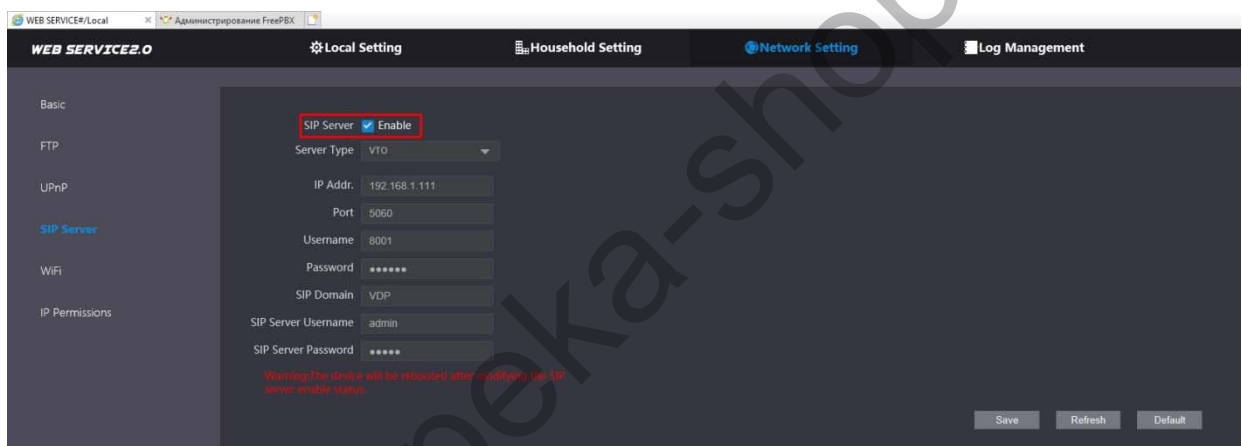 WEB SERVICE#/Local × Администрирование FreePBX
WEB SERVICE2.0 Local Setting Household Setting Network Setting Log Management
Basic
FTP
UPnP
SIP Server
WiFi
IP Permissions
SIP Server Enable
Server Type VTO
IP Addr. 192.168.1.111
Port 5060
Username 8001
Password ••••••
SIP Domain VDP
SIP Server Username admin
SIP Server Password •••••
Warning:The device will be rebooted after modifying the SIP
server enable status.
Save Refresh Default
peka-shop